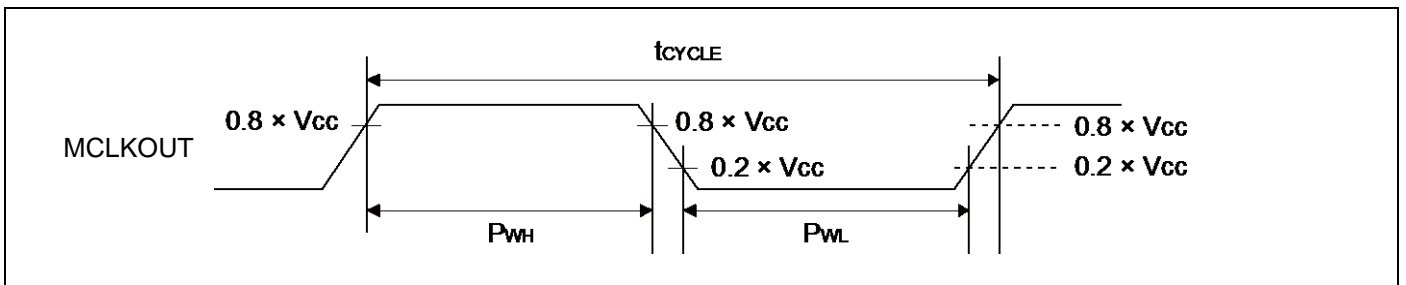 tCYCLE
0.8 × Vcc
0.8 × Vcc
0.8 × Vcc
MCLKOUT
0.2 × Vcc
0.2 × Vcc
PWH
PWL